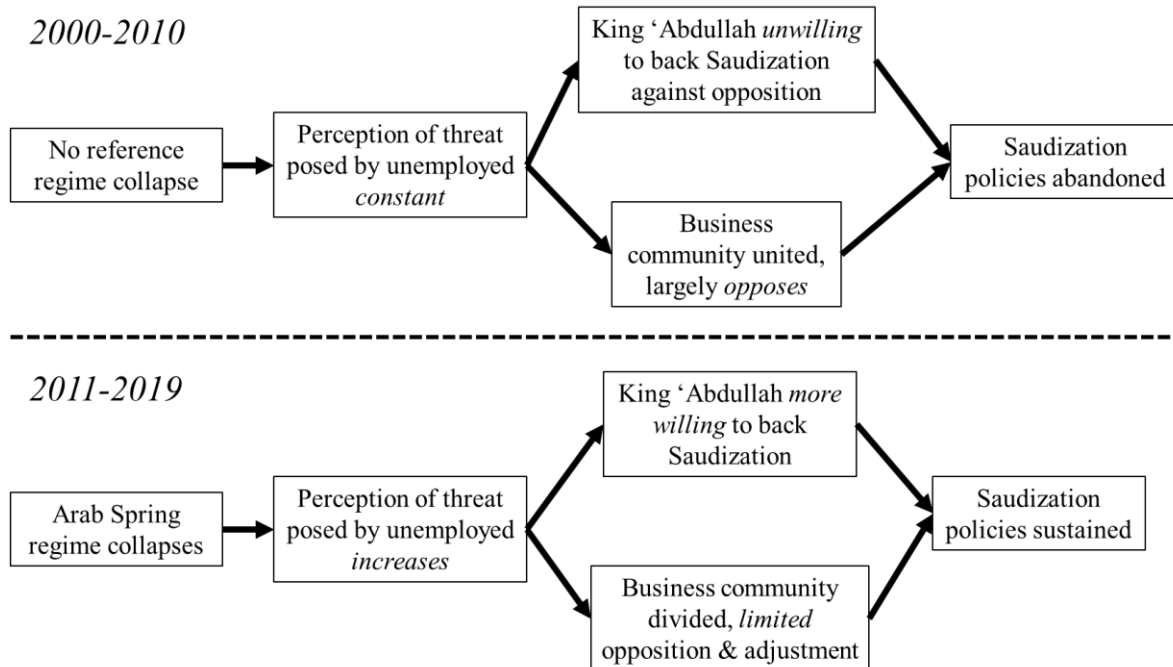 2000-2010
No reference
regime collapse
Perception of threat
posed by unemployed
constant
King ‘Abdullah unwilling
to back Saudization
against opposition
Business
community united,
largely opposes
Saudization
policies abandoned
2011-2019
Arab Spring
regime collapses
Perception of threat
posed by unemployed
increases
King ‘Abdullah more
willing to back
Saudization
Business community
divided, limited
opposition & adjustment
Saudization
policies sustained